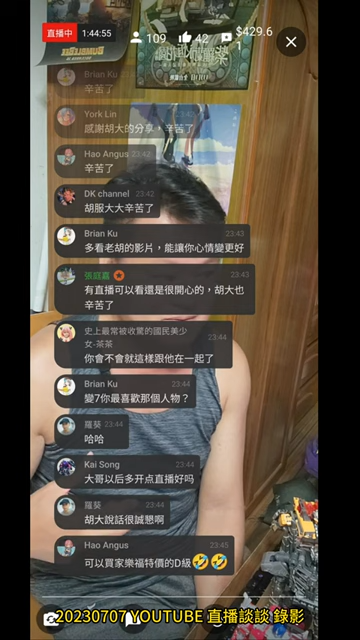 直播中
1:44:55
109
42
$429.6
1
Brian Ku
辛苦了
York Lin 23:42
感謝胡大的分享，辛苦了
Hao Angus 23:42
辛苦了
DK channel 23:42
胡服大大辛苦了
Brian Ku 23:43
多看老胡的影片，能讓你心情變更好
張庭嘉 23:43
有直播可以看還是很開心的，胡大也
辛苦了
史上最常被收驚的國民美少
女-茶茶 23:44
你會不會就這樣跟他在一起了
Brian Ku 23:44
變7你最喜歡那個人物？
羅葵 23:44
哈哈
Kai Song 23:44
大哥以后多开点直播好吗
羅葵 23:44
胡大說話很誠懇啊
Hao Angus 23:45
可以買家樂福特價的D級🤣🤣
20230707 YOUTUBE 直播談談 錄影